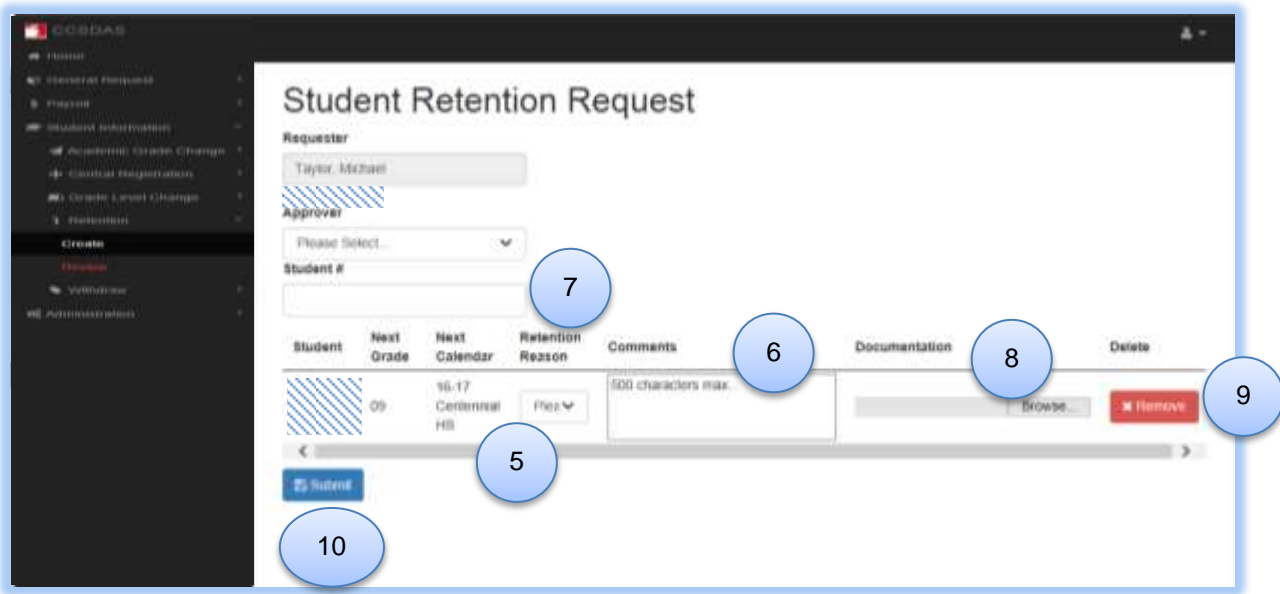 CCSDAS
Home
General Request
Payroll
Student Information
Academic Grade Change
Central Registration
Grade Level Change
Retention
Create
Review
Withdraw
Administration
Student Retention Request
Requester
Taylor, Michael
Approver
Please Select...
Student #
7
Student Next Grade Next Calendar Retention Reason Comments Documentation Delete
6
8
09 16-17 Centennial HS Plea 500 characters max. Browse... Remove
9
5
Submit
10